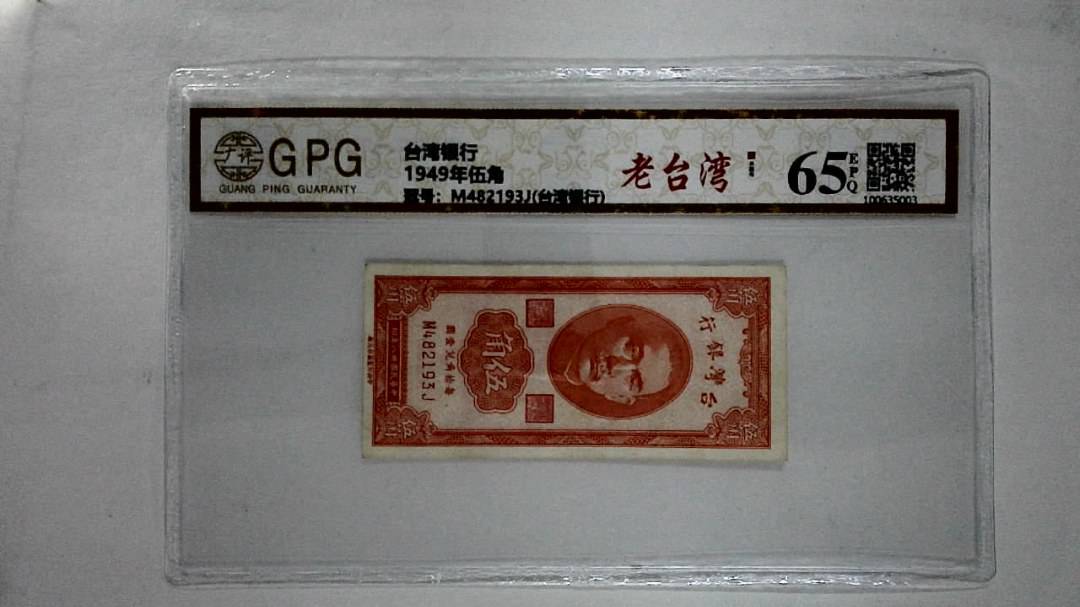 广评
GPG
GUANG PING GUARANTY
台湾银行
1949年伍角
冠号：M482193J(台湾银行)
老台湾
65
EPQ
100635003
台灣銀行
伍角
伍角
伍角
伍角
伍角
M482193J